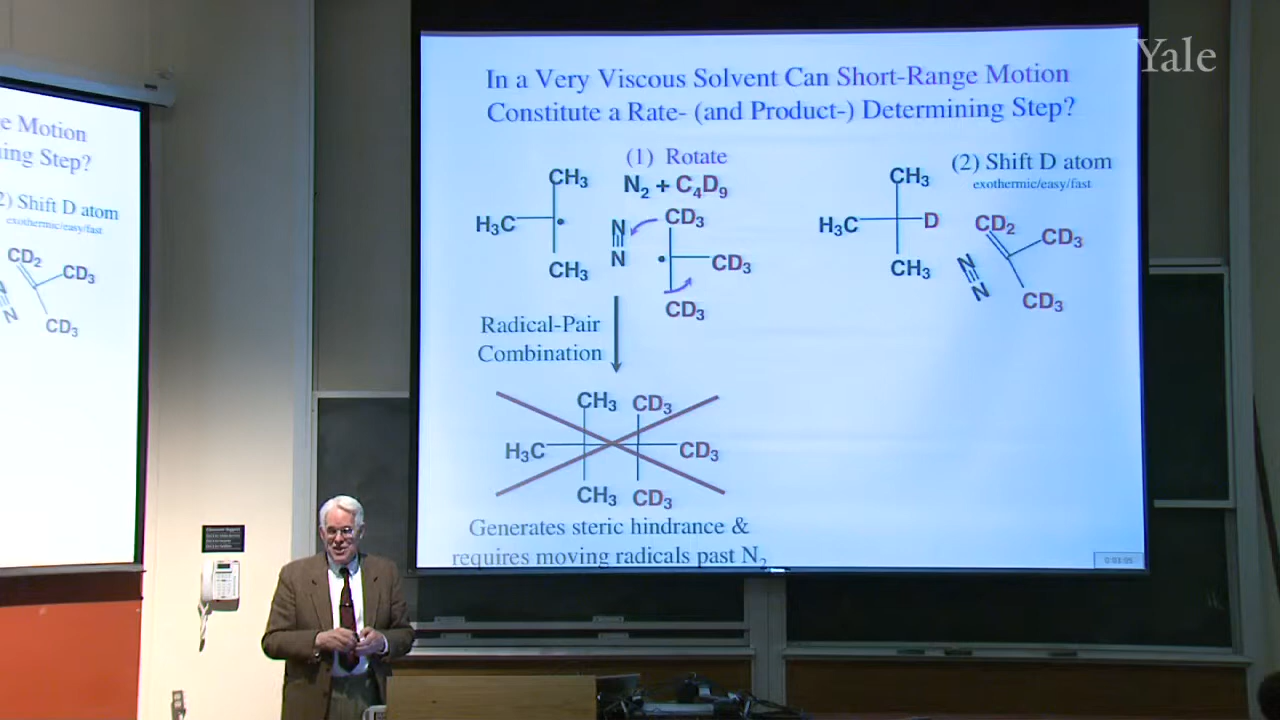 Yale
In a Very Viscous Solvent Can Short-Range Motion
Constitute a Rate- (and Product-) Determining Step?
(1) Rotate
N2 + C4D9
CH3
H3C
CH3
N
N
CD3
CD3
CD3
(2) Shift D atom
exothermic/easy/fast
CH3
H3C
D
CH3
CD2
CD3
N
N
CD3
Radical-Pair
Combination
CH3
CD3
H3C
CD3
CH3
CD3
Generates steric hindrance &
requires moving radicals past N2
e Motion
ing Step?
2) Shift D atom
exothermic/easy/fast
CD2
CD3
N
CD3